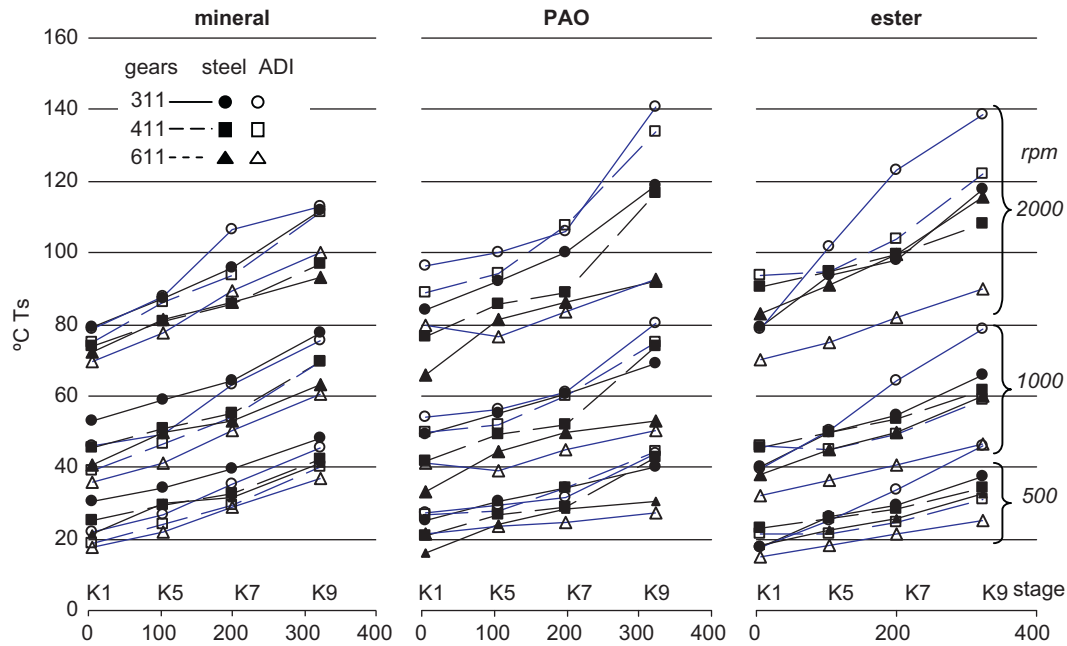 mineral PAO ester
160
gears steel ADI
311
140
411
rpm
611
120
2000
100
ºC Ts
80
1000
60
40
500
20
K1 K5 K7 K9 K1 K5 K7 K9 K1 K5 K7 K9 stage
0
0 100 200 300 400 0 100 200 300 400 0 200 400